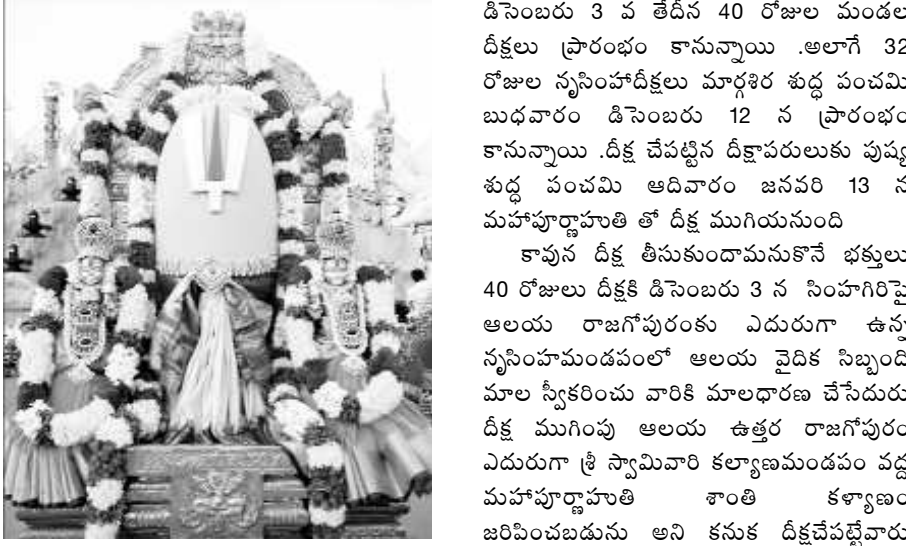 డిసెంబరు 3 వ తేదీన 40 రోజుల మండల
దీక్షలు ప్రారంభం కానున్నాయి .అలాగే 32
రోజుల నృసింహాదీక్షలు మార్గశిర శుద్ధ పంచమి
బుధవారం డిసెంబరు 12 న ప్రారంభం
కానున్నాయి .దీక్ష చేపట్టిన దీక్షాపరులుకు పుష్య
శుద్ధ పంచమి ఆదివారం జనవరి 13 న
మహాపూర్ణాహుతి తో దీక్ష ముగియనుంది
కావున దీక్ష తీసుకుందామనుకొనే భక్తులు
40 రోజులు దీక్షకి డిసెంబరు 3 న సింహగిరిపై
ఆలయ రాజగోపురంకు ఎదురుగా ఉన్న
నృసింహమండపంలో ఆలయ వైదిక సిబ్బంది
మాల స్వీకరించు వారికి మాలధారణ చేసేదురు
దీక్ష ముగింపు ఆలయ ఉత్తర రాజగోపురం
ఎదురుగా శ్రీ స్వామివారి కల్యాణమండపం వద్ద
మహాపూర్ణాహుతి శాంతి కళ్యాణం
జరిపించబడును అని కనుక దీక్షచేపట్టేవారు